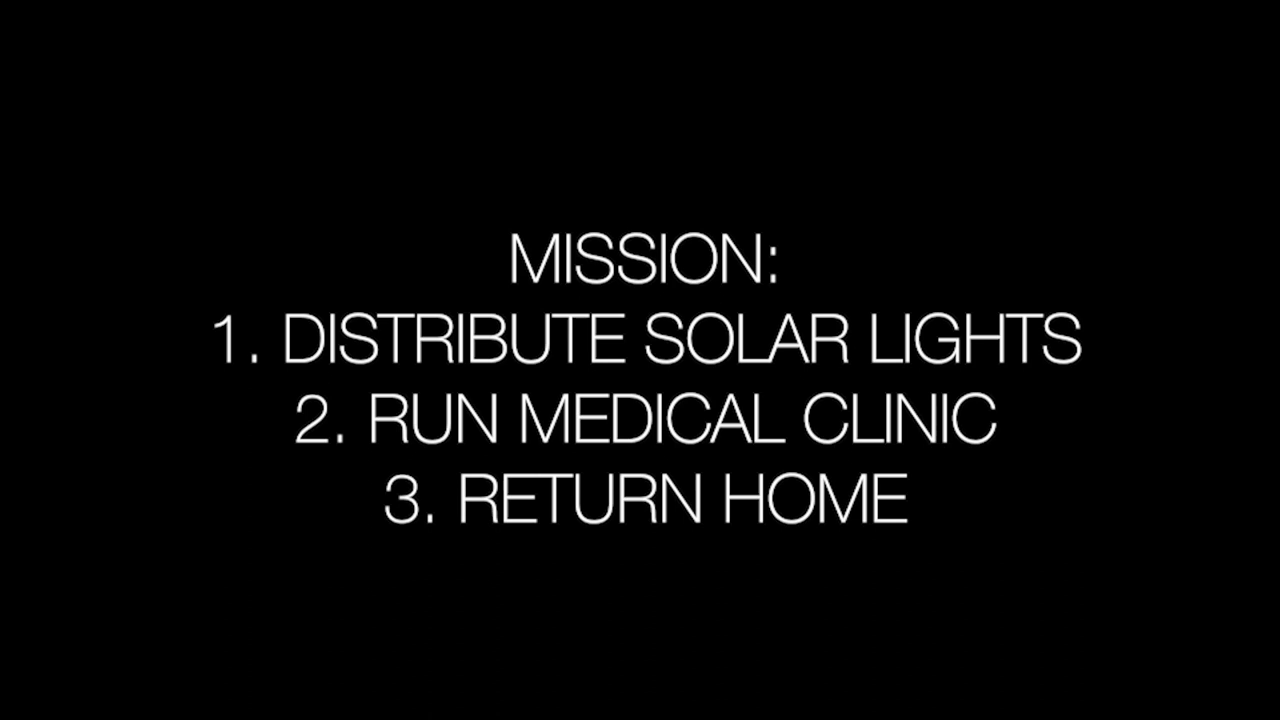 MISSION:
1. DISTRIBUTE SOLAR LIGHTS
2. RUN MEDICAL CLINIC
3. RETURN HOME